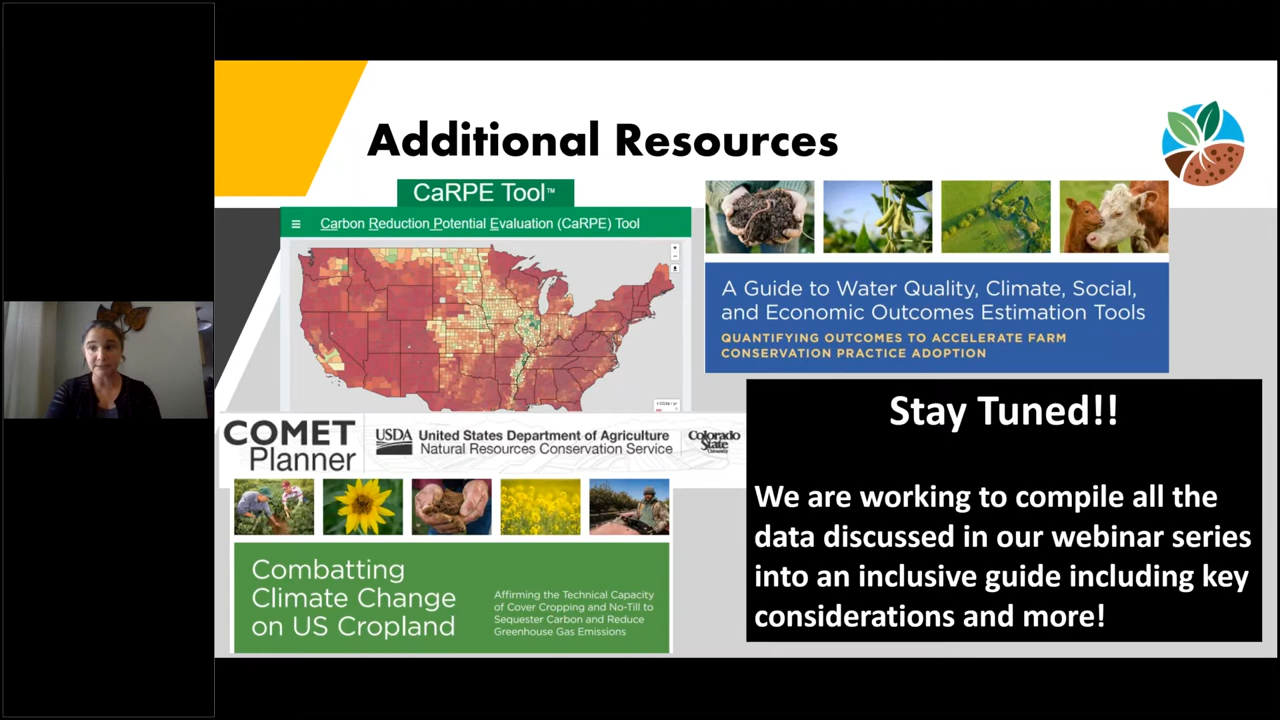 Additional Resources
CaRPE Tool™
Carbon Reduction Potential Evaluation (CaRPE) Tool
A Guide to Water Quality, Climate, Social,
and Economic Outcomes Estimation Tools
QUANTIFYING OUTCOMES TO ACCELERATE FARM
CONSERVATION PRACTICE ADOPTION
COMET
Planner
USDA
United States Department of Agriculture
Natural Resources Conservation Service
Colorado
State
University
Combatting
Climate Change
on US Cropland
Affirming the Technical Capacity
of Cover Cropping and No-Till to
Sequester Carbon and Reduce
Greenhouse Gas Emissions
Stay Tuned!!
We are working to compile all the
data discussed in our webinar series
into an inclusive guide including key
considerations and more!